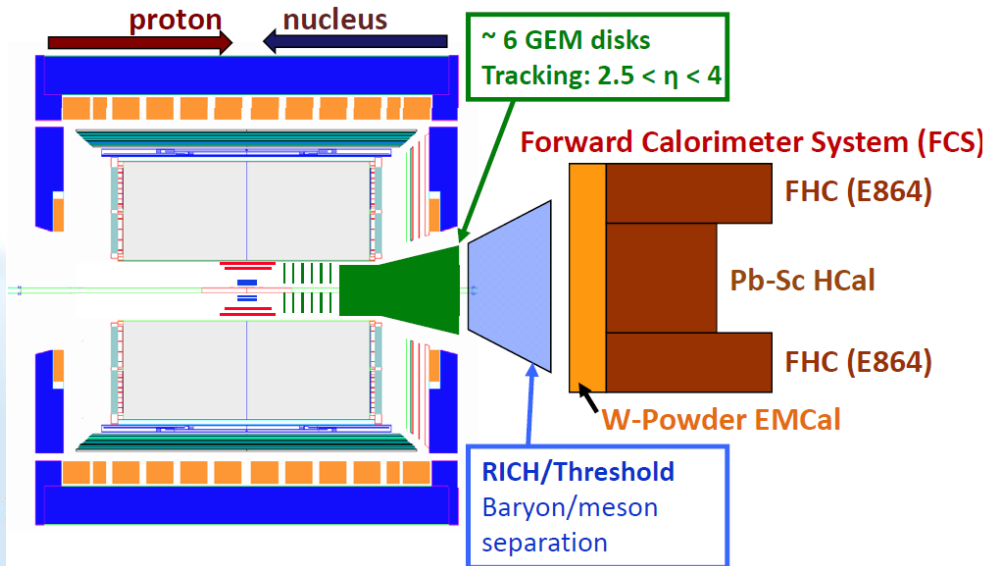 proton
nucleus
~ 6 GEM disks
Tracking: 2.5 < η < 4
Forward Calorimeter System (FCS)
FHC (E864)
Pb-Sc HCal
FHC (E864)
W-Powder EMCal
RICH/Threshold
Baryon/meson
separation